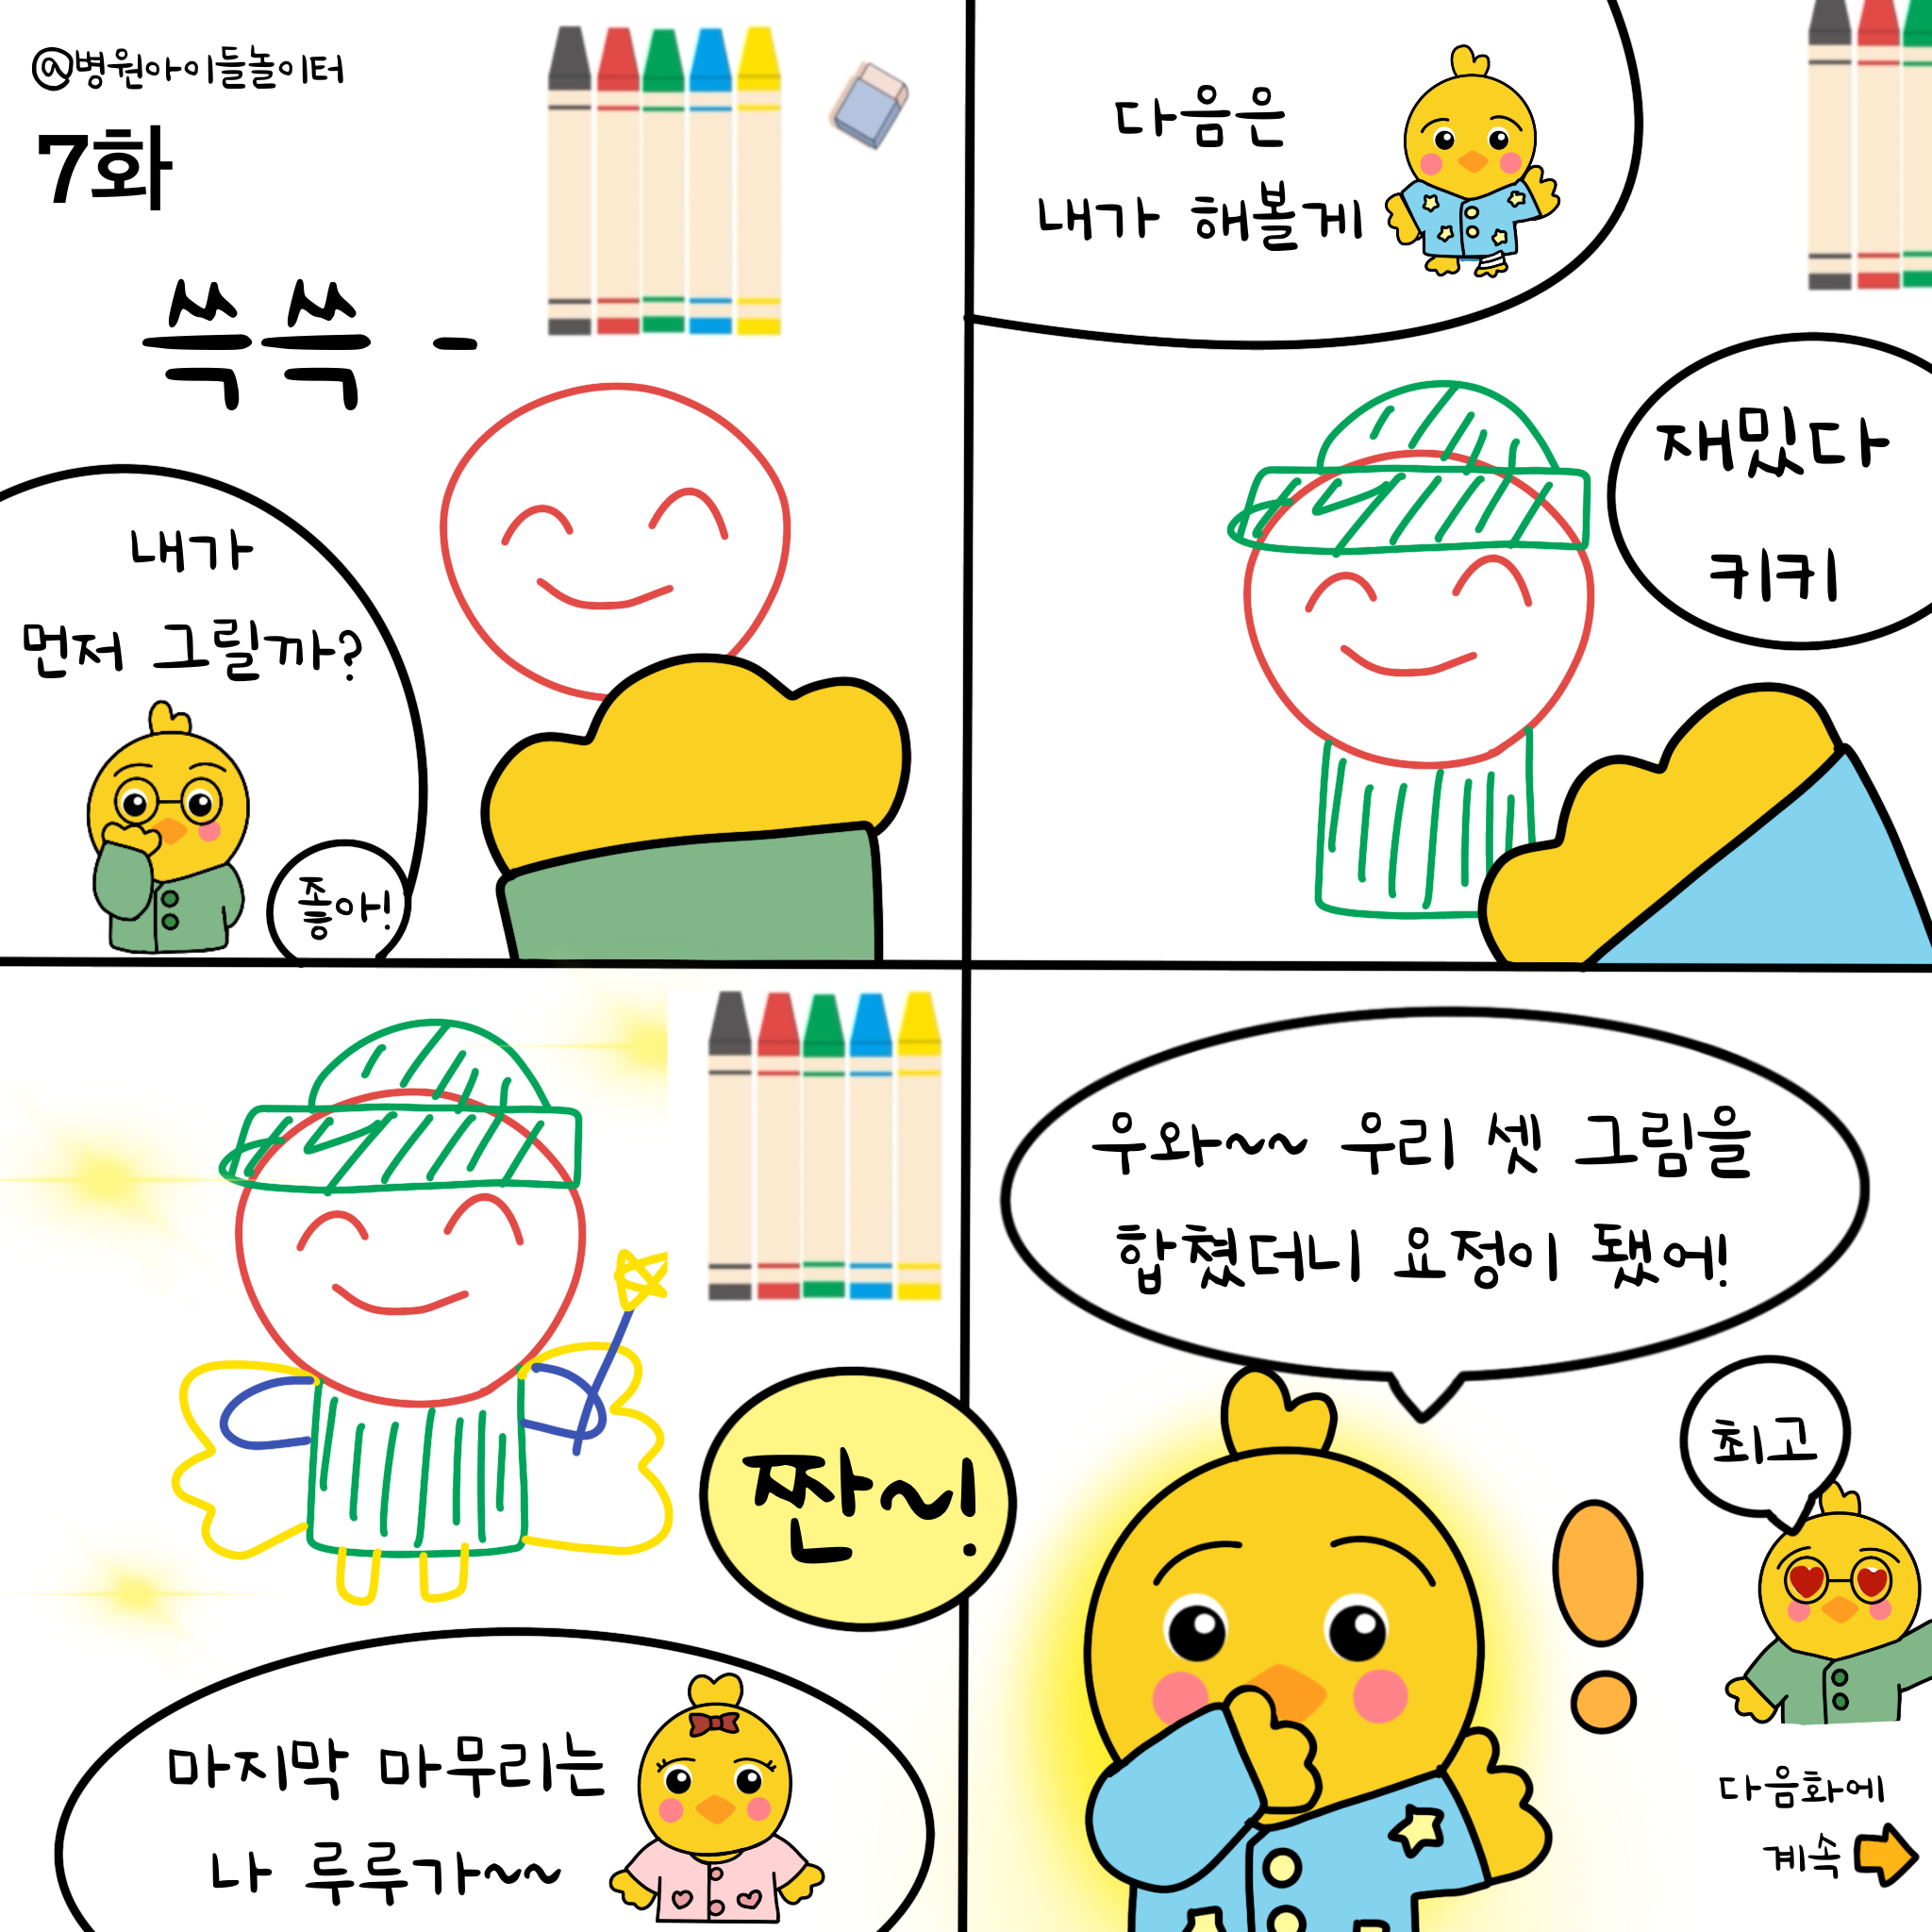 @병원아이들놀이터
7화
쓱쓱 -
내가
먼저 그릴까?
좋아!
다음은
내가 해볼게
재밌다
키키
짠~!
마지막 마무리는
나 루루가~~
우와~~ 우리 셋 그림을
합쳤더니 요정이 됐어!
최고
다음화에
계속